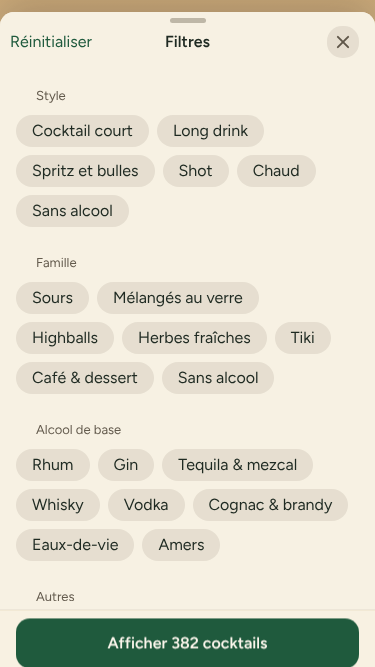 Réinitialiser Filtres
Style
Cocktail court Long drink
Spritz et bulles Shot Chaud
Sans alcool
Famille
Sours Mélangés au verre
Highballs Herbes fraîches Tiki
Café & dessert Sans alcool
Alcool de base
Rhum Gin Tequila & mezcal
Whisky Vodka Cognac & brandy
Eaux-de-vie Amers
Autres
Afficher 382 cocktails